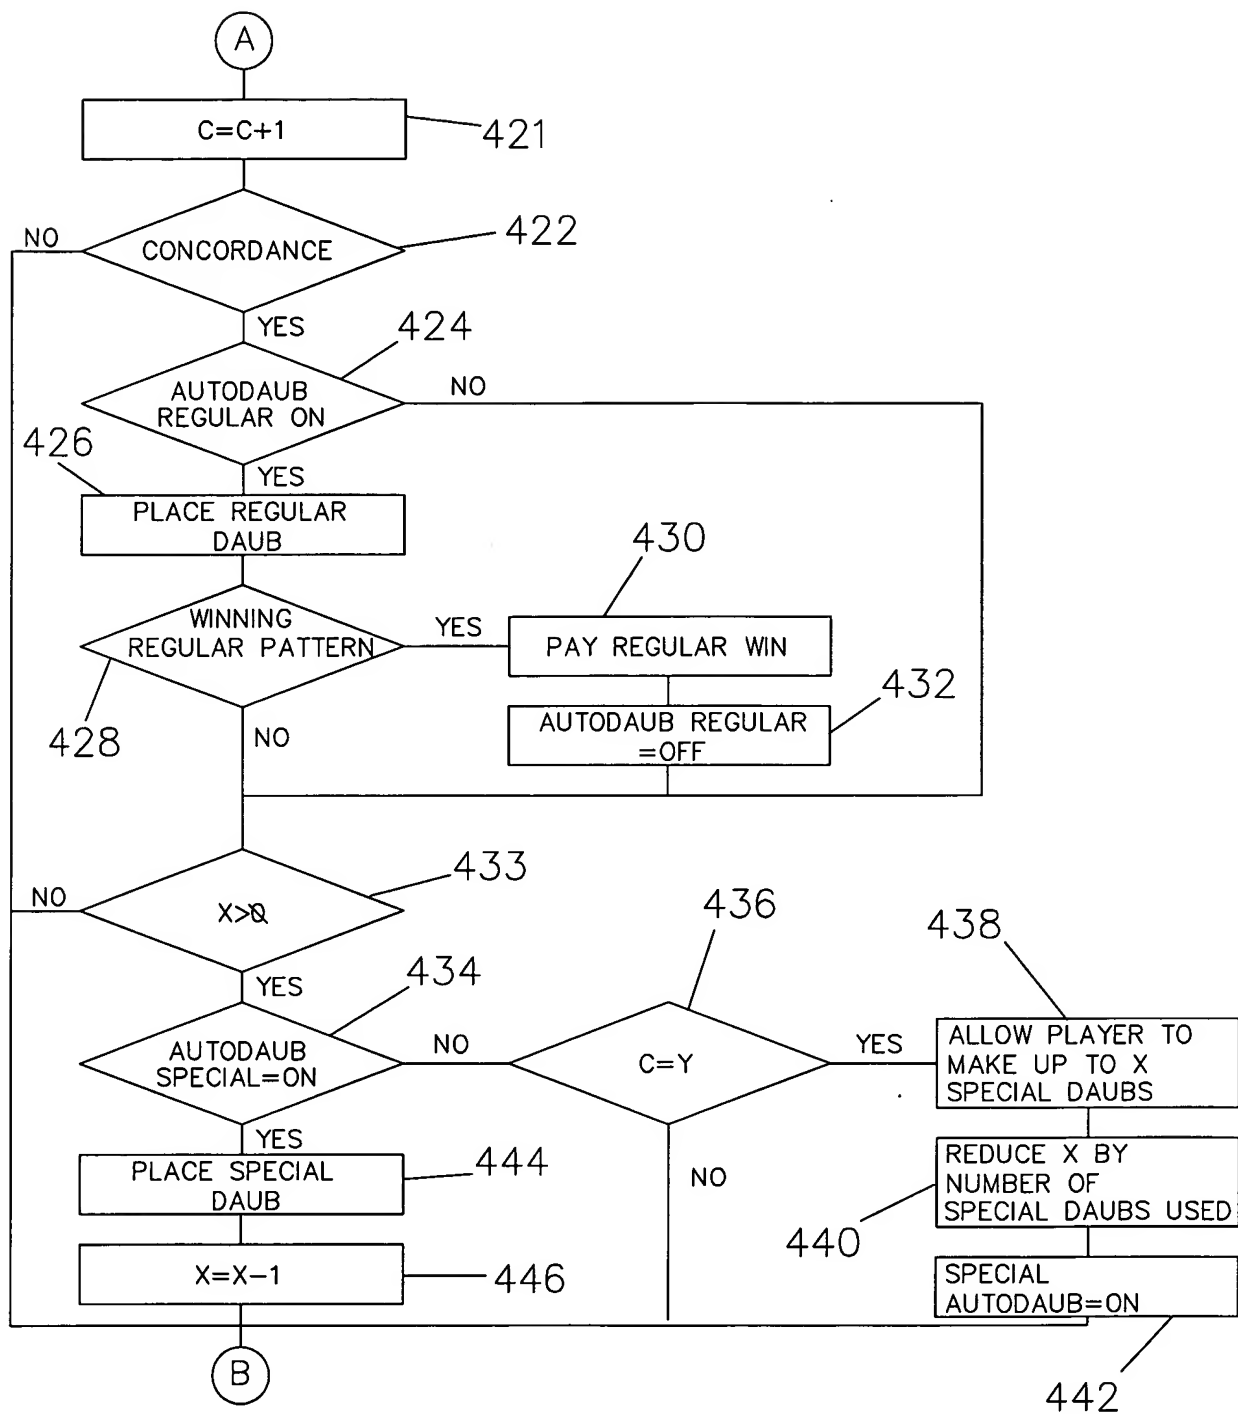 A
C=C+1
421
NO
CONCORDANCE
422
YES
424
AUTODAUB
REGULAR ON
NO
426
YES
PLACE REGULAR
DAUB
430
WINNING
REGULAR PATTERN
YES
PAY REGULAR WIN
432
428
NO
AUTODAUB REGULAR
=OFF
433
NO
X>0
436
438
YES
434
AUTODAUB
SPECIAL=ON
NO
C=Y
YES
ALLOW PLAYER TO
MAKE UP TO X
SPECIAL DAUBS
YES
PLACE SPECIAL
DAUB
444
NO
REDUCE X BY
NUMBER OF
SPECIAL DAUBS USED
440
X=X-1
446
SPECIAL
AUTODAUB=ON
B
442